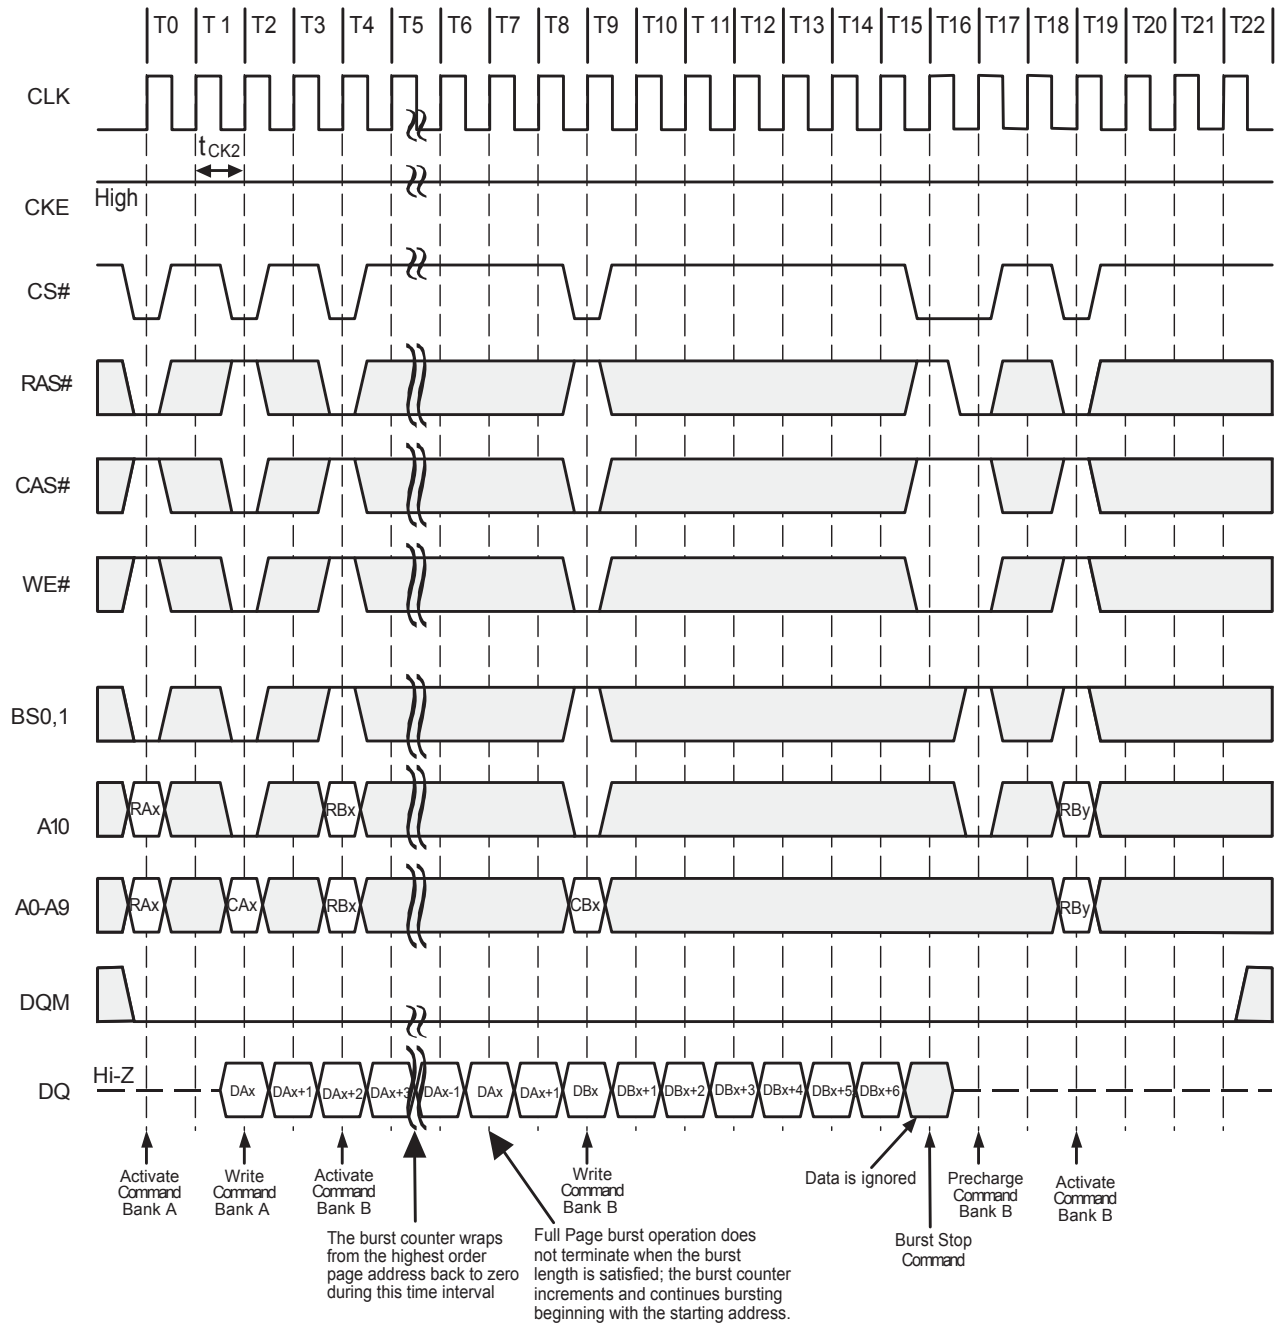 T0 T 1 T2 T3 T4 T5 T6 T7 T8 T9 T10 T 11 T12 T13 T14 T15 T16 T17 T18 T19 T20 T21 T22
CLK
tCK2
High
CKE
CS#
RAS#
CAS#
WE#
BS0,1
RAx RBx RBy
A10
A0-A9 RAx CAx RBx CBx RBy
DQM
Hi-Z
DQ DAx DAx+1 DAx+2 DAx+3 DAx-1 DAx DAx+1 DBx DBx+1 DBx+2 DBx+3 DBx+4 DBx+5 DBx+6
Activate
Command
Bank A
Write
Command
Bank A
Activate
Command
Bank B
The burst counter wraps
from the highest order
page address back to zero
during this time interval
Write
Command
Bank B
Full Page burst operation does
not terminate when the burst
length is satisfied; the burst counter
increments and continues bursting
beginning with the starting address.
Data is ignored
Burst Stop
Command
Precharge
Command
Bank B
Activate
Command
Bank B